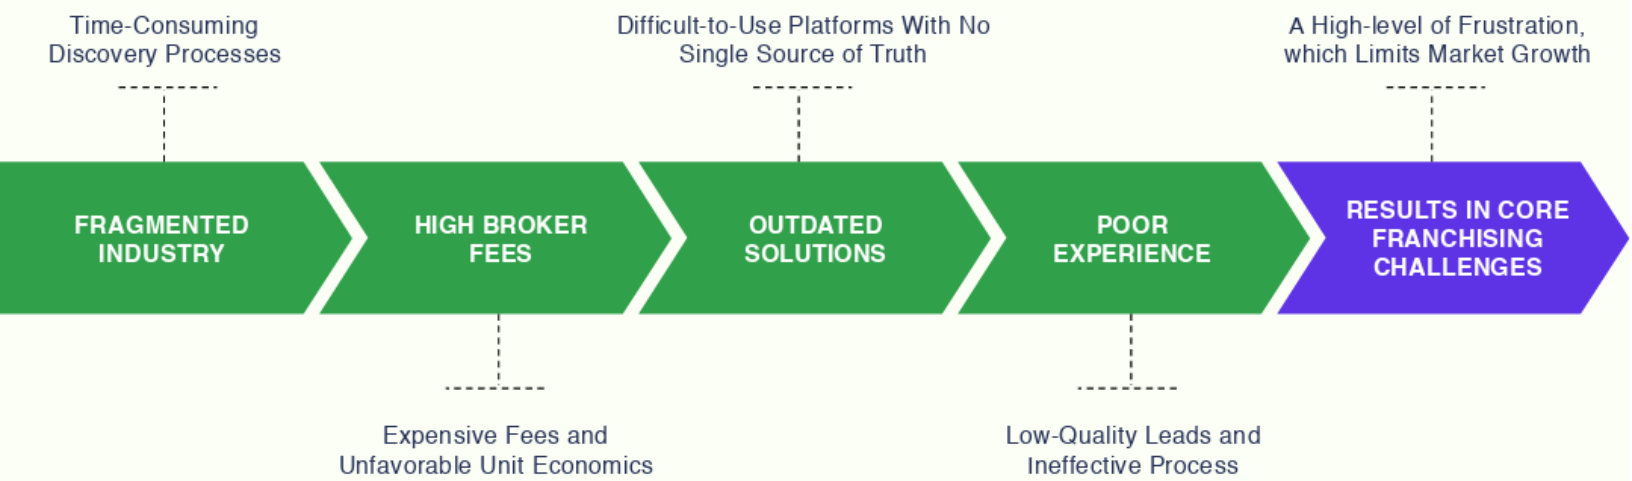 Time-Consuming
Discovery Processes
Difficult-to-Use Platforms With No
Single Source of Truth
A High-level of Frustration,
which Limits Market Growth
FRAGMENTED
INDUSTRY
HIGH BROKER
FEES
OUTDATED
SOLUTIONS
POOR
EXPERIENCE
RESULTS IN CORE
FRANCHISING
CHALLENGES
Expensive Fees and
Unfavorable Unit Economics
Low-Quality Leads and
Ineffective Process